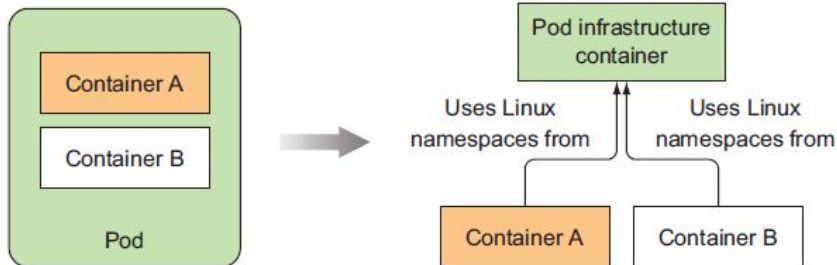 Container A
Container B
Pod
Pod infrastructure
container
Uses Linux
namespaces from
Uses Linux
namespaces from
Container A
Container B